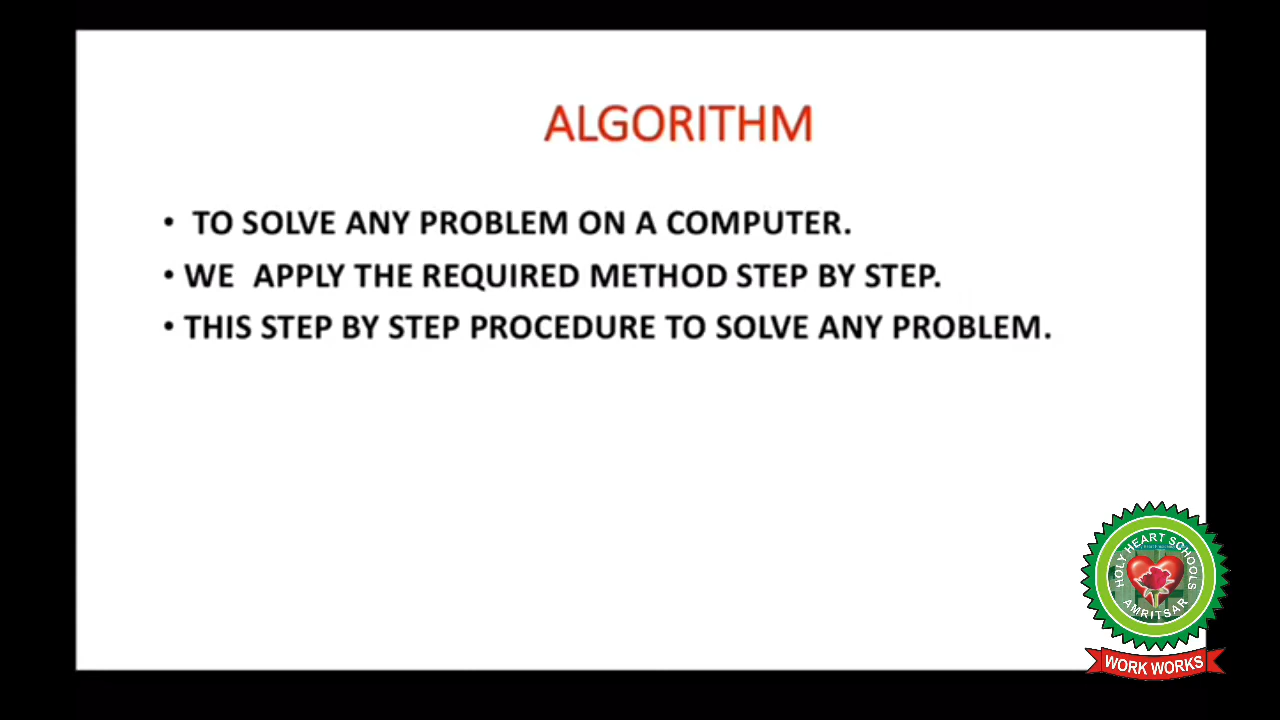 ALGORITHM
• TO SOLVE ANY PROBLEM ON A COMPUTER.
• WE APPLY THE REQUIRED METHOD STEP BY STEP.
• THIS STEP BY STEP PROCEDURE TO SOLVE ANY PROBLEM.
HOLY HEART SCHOOLS
AMRITSAR
WORK WORKS